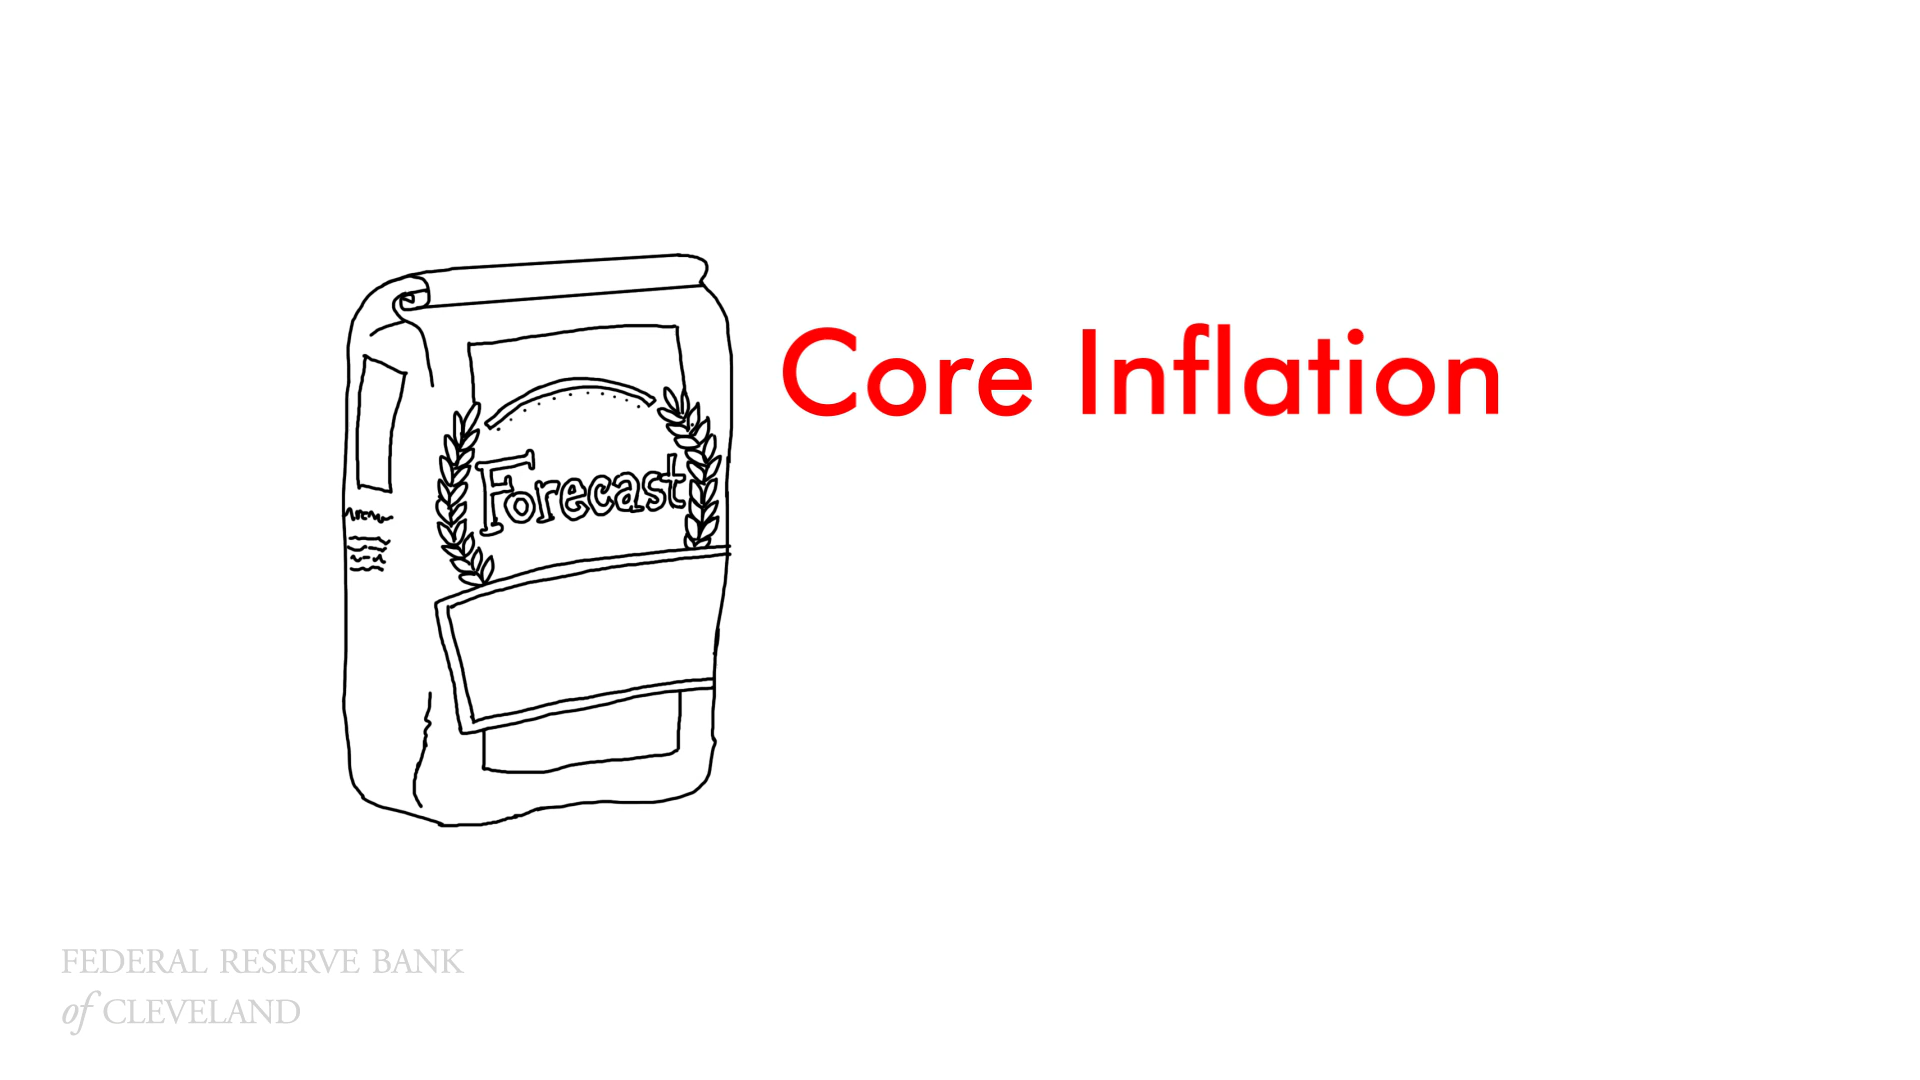 Core Inflation
Forecast
FEDERAL RESERVE BANK
of CLEVELAND